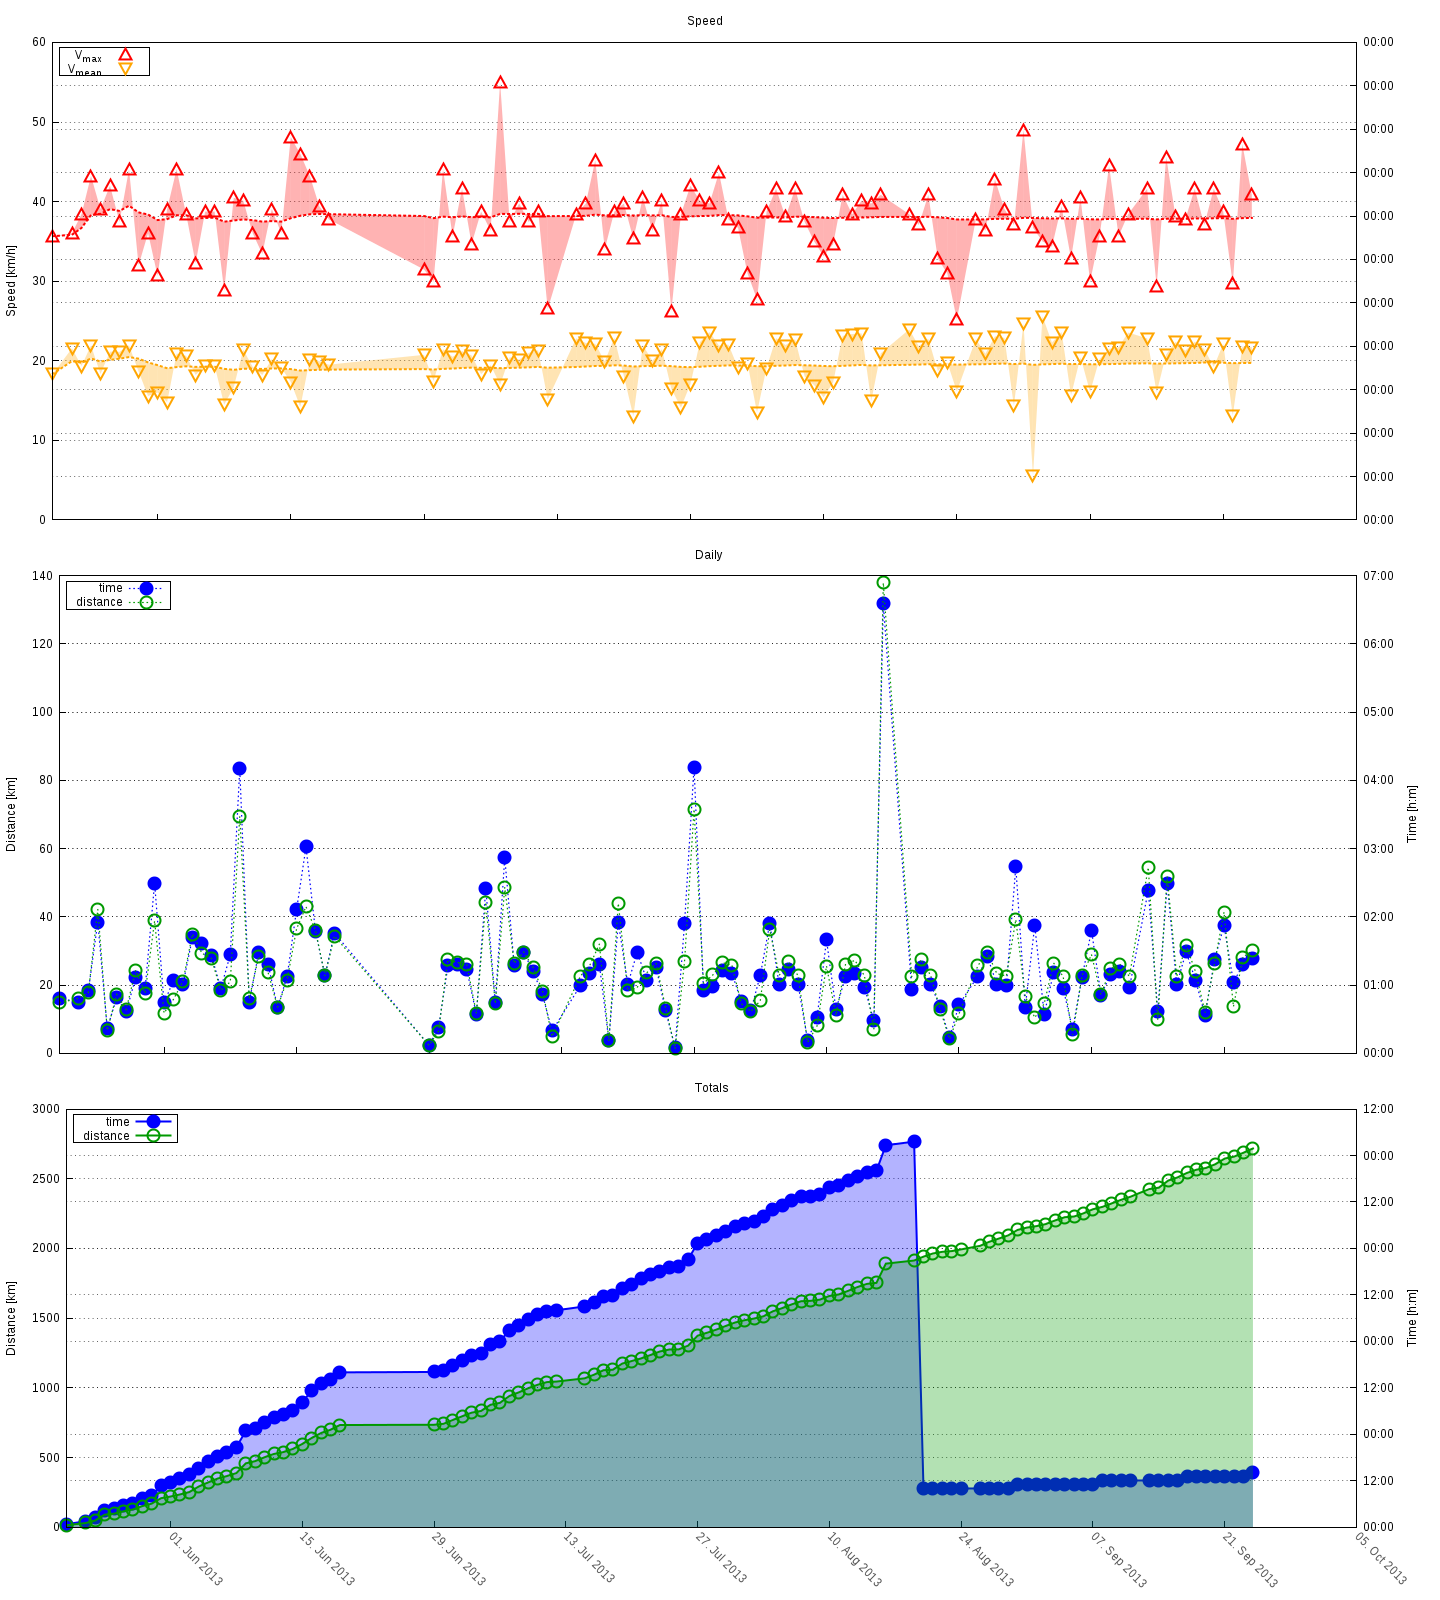 Speed
60
50
40
30
20
10
0
Speed [km/h]
Vmax
Vmean
00:00
00:00
00:00
00:00
00:00
00:00
00:00
00:00
00:00
00:00
00:00
00:00
Daily
140
120
100
80
60
40
20
0
Distance [km]
time
distance
07:00
06:00
05:00
04:00
03:00
02:00
01:00
00:00
Time [h:m]
Totals
3000
2500
2000
1500
1000
500
0
Distance [km]
time
distance
12:00
00:00
12:00
00:00
12:00
00:00
12:00
00:00
12:00
00:00
Time [h:m]
01. Jun 2013
15. Jun 2013
29. Jun 2013
13. Jul 2013
27. Jul 2013
10. Aug 2013
24. Aug 2013
07. Sep 2013
21. Sep 2013
05. Oct 2013